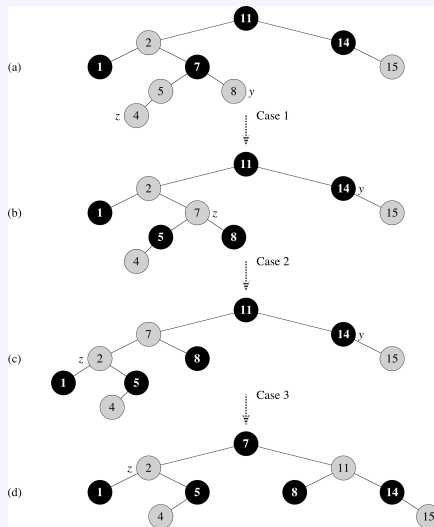 11
2 14
(a) 1 7 15
5 8 y
z 4
Case 1
11
2 14 y
(b) 1 7 z 15
5 8
4
Case 2
11
7 14 y
(c) z 2 8 15
1 5
4
Case 3
7
z 2 11
(d) 1 5 8 14
4 15